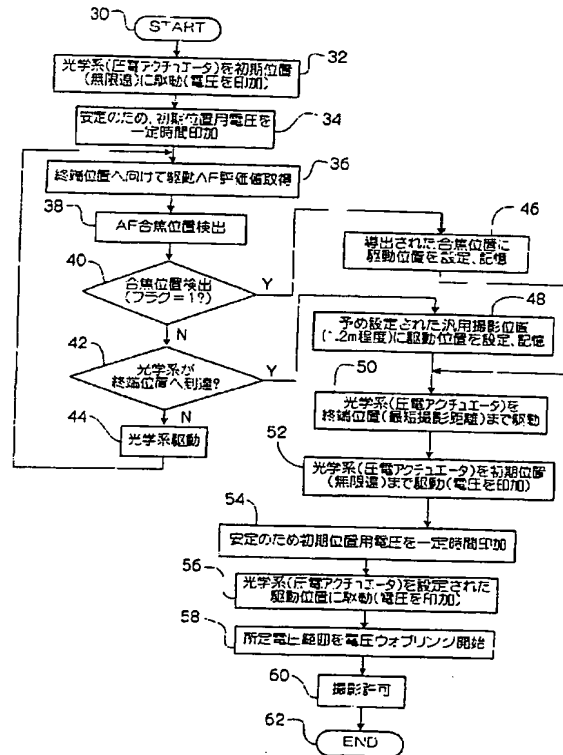 30
START
光学系(圧電アクチュエータ)を初期位置
(無限遠)に駆動(電圧を印加)
32
安定のため、初期位置用電圧を
一定時間印加
34
終端位置へ向けて駆動AF評価値取得
36
38
AF合焦位置検出
40
合焦位置検出
(フラグ=1?)
Y
N
46
導出された合焦位置に
駆動位置を設定、記憶
42
光学系が
終端位置へ到達?
Y
N
44
光学系駆動
48
予め設定された汎用撮影位置
(1.2m程度)に駆動位置を設定、記憶
50
光学系(圧電アクチュエータ)を
終端位置(最短撮影距離)まで駆動
52
光学系(圧電アクチュエータ)を初期位置
(無限遠)まで駆動(電圧を印加)
54
安定のため初期位置用電圧を一定時間印加
56
光学系(圧電アクチュエータ)を設定された
駆動位置に駆動(電圧を印加)
58
所定電圧範囲を電圧ウォブリング開始
60
撮影許可
62
END